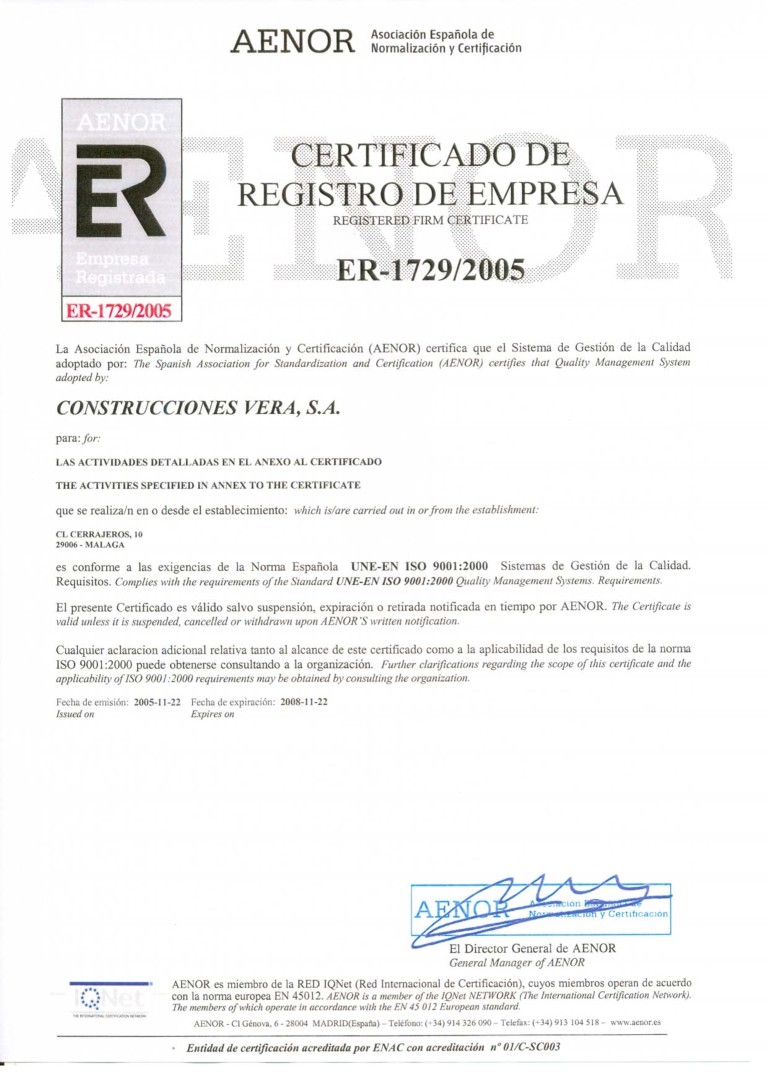 AENOR Asociación Española de
Normalización y Certificación
AENOR
ER
Empresa
Registrada
ER-1729/2005
AENOR
CERTIFICADO DE
REGISTRO DE EMPRESA
REGISTERED FIRM CERTIFICATE
ER-1729/2005
La Asociación Española de Normalización y Certificación (AENOR) certifica que el Sistema de Gestión de la Calidad
adoptado por: The Spanish Association for Standardization and Certification (AENOR) certifies that Quality Management System
adopted by:
CONSTRUCCIONES VERA, S.A.
para: for:
LAS ACTIVIDADES DETALLADAS EN EL ANEXO AL CERTIFICADO
THE ACTIVITIES SPECIFIED IN ANNEX TO THE CERTIFICATE
que se realiza/n en o desde el establecimiento: which is/are carried out in or from the establishment:
CL CERRAJEROS, 10
29006 - MALAGA
es conforme a las exigencias de la Norma Española UNE-EN ISO 9001:2000 Sistemas de Gestión de la Calidad.
Requisitos. Complies with the requirements of the Standard UNE-EN ISO 9001:2000 Quality Management Systems. Requirements.
El presente Certificado es válido salvo suspensión, expiración o retirada notificada en tiempo por AENOR. The Certificate is
valid unless it is suspended, cancelled or withdrawn upon AENOR'S written notification.
Cualquier aclaracion adicional relativa tanto al alcance de este certificado como a la aplicabilidad de los requisitos de la norma
ISO 9001:2000 puede obtenerse consultando a la organización. Further clarifications regarding the scope of this certificate and the
applicability of ISO 9001:2000 requirements may be obtained by consulting the organization.
Fecha de emisión: 2005-11-22 Fecha de expiración: 2008-11-22
Issued on Expires on
AENOR Asociación Española de
Normalización y Certificación
El Director General de AENOR
General Manager of AENOR
IQNet
THE INTERNATIONAL CERTIFICATION NETWORK
AENOR es miembro de la RED IQNet (Red Internacional de Certificación), cuyos miembros operan de acuerdo
con la norma europea EN 45012. AENOR is a member of the IQNet NETWORK (The International Certification Network).
The members of which operate in accordance with the EN 45 012 European standard.
AENOR - C1 Génova, 6 - 28004 MADRID(España) – Teléfono: (+34) 914 326 090 – Telefax: (+34) 913 104 518 – www.aenor.es
- Entidad de certificación acreditada por ENAC con acreditación nº 01/C-SC003